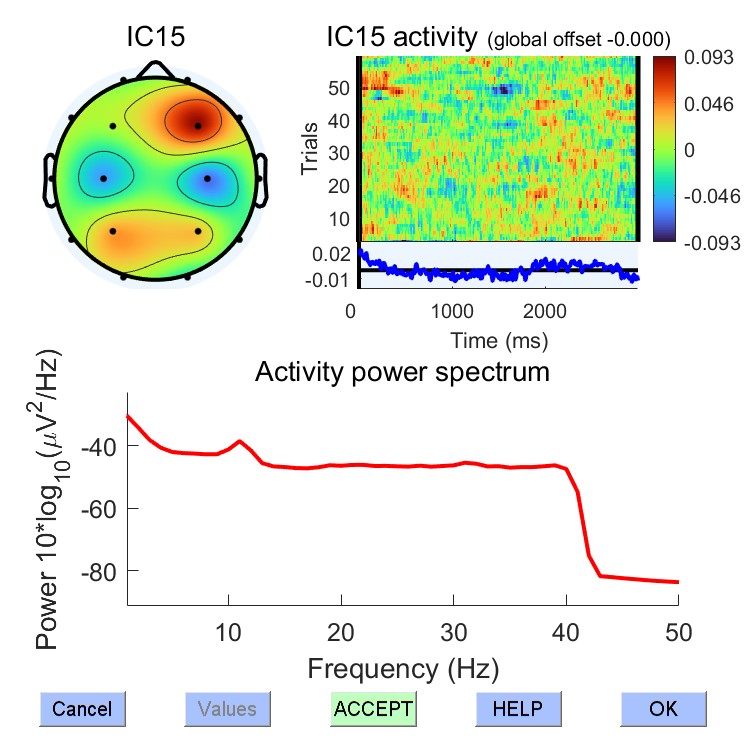 IC15
IC15 activity (global offset -0.000)
Trials
50
40
30
20
10
0.093
0.046
0
-0.046
-0.093
0.02
-0.01
0
1000
2000
Time (ms)
Activity power spectrum
Power 10*log10(μV2/Hz)
-40
-60
-80
10
20
30
40
50
Frequency (Hz)
Cancel
Values
ACCEPT
HELP
OK